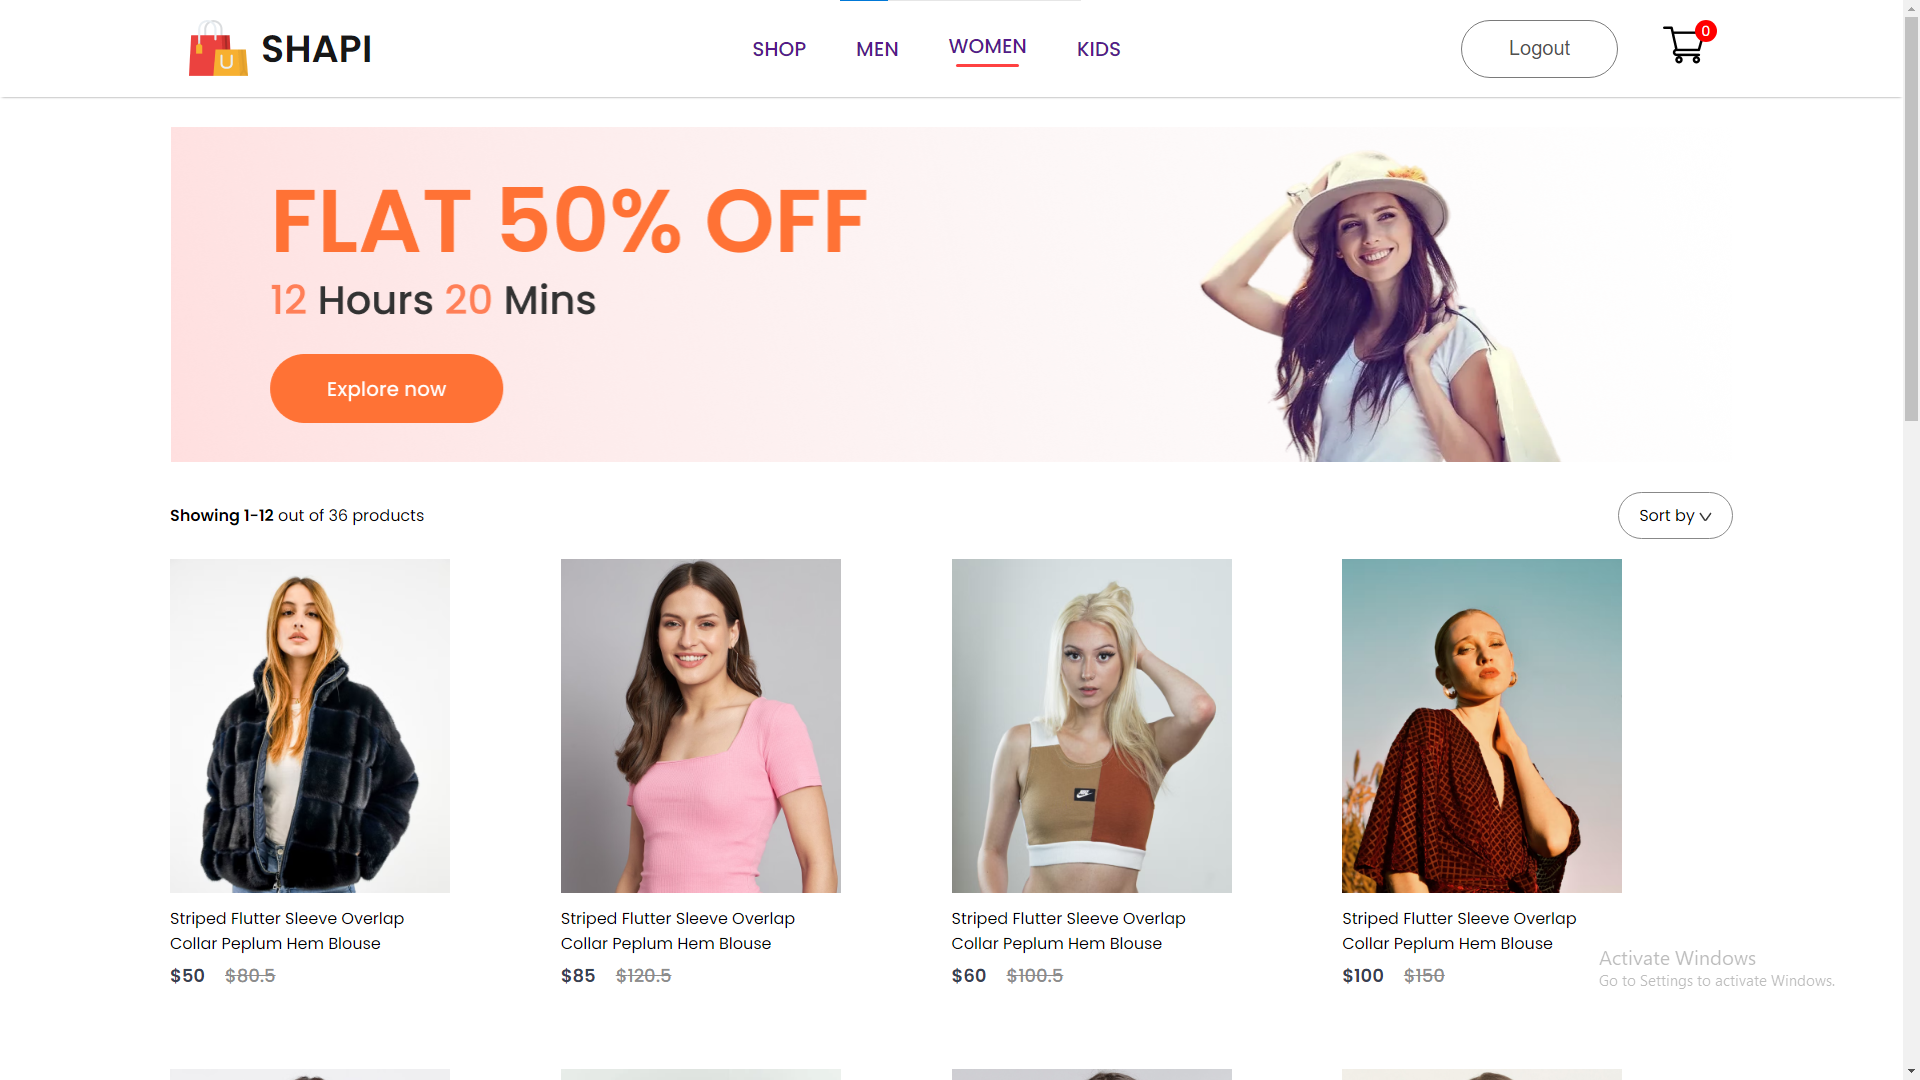 U
SHAPI
SHOP
MEN
WOMEN
KIDS
Logout
0
FLAT 50% OFF
12 Hours 20 Mins
Explore now
Showing 1-12 out of 36 products
Sort by
Striped Flutter Sleeve Overlap
Collar Peplum Hem Blouse
$50 $80.5
Striped Flutter Sleeve Overlap
Collar Peplum Hem Blouse
$85 $120.5
Striped Flutter Sleeve Overlap
Collar Peplum Hem Blouse
$60 $100.5
Striped Flutter Sleeve Overlap
Collar Peplum Hem Blouse
$100 $150
Activate Windows
Go to Settings to activate Windows.